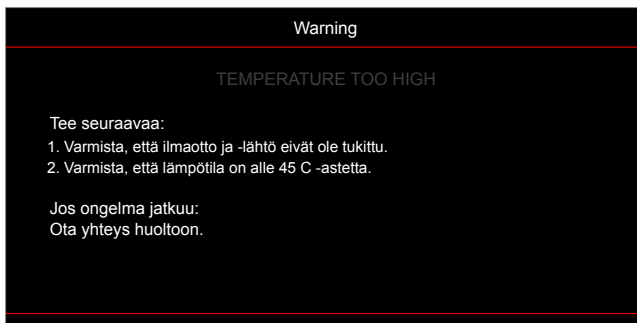 Warning
TEMPERATURE TOO HIGH
Tee seuraavaa:
1. Varmista, että ilmaotto ja -lähtö eivät ole tukittu.
2. Varmista, että lämpötila on alle 45 C -astetta.
Jos ongelma jatkuu:
Ota yhteys huoltoon.